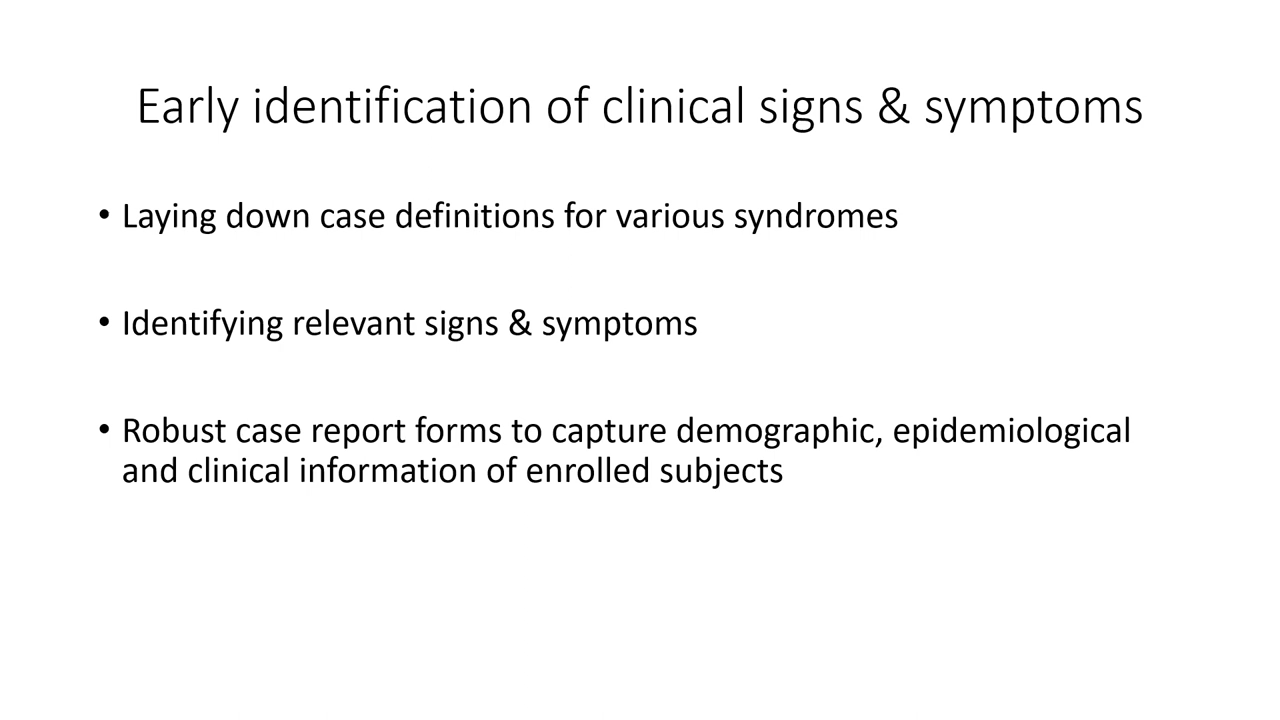 Early identification of clinical signs & symptoms
• Laying down case definitions for various syndromes
• Identifying relevant signs & symptoms
• Robust case report forms to capture demographic, epidemiological
and clinical information of enrolled subjects